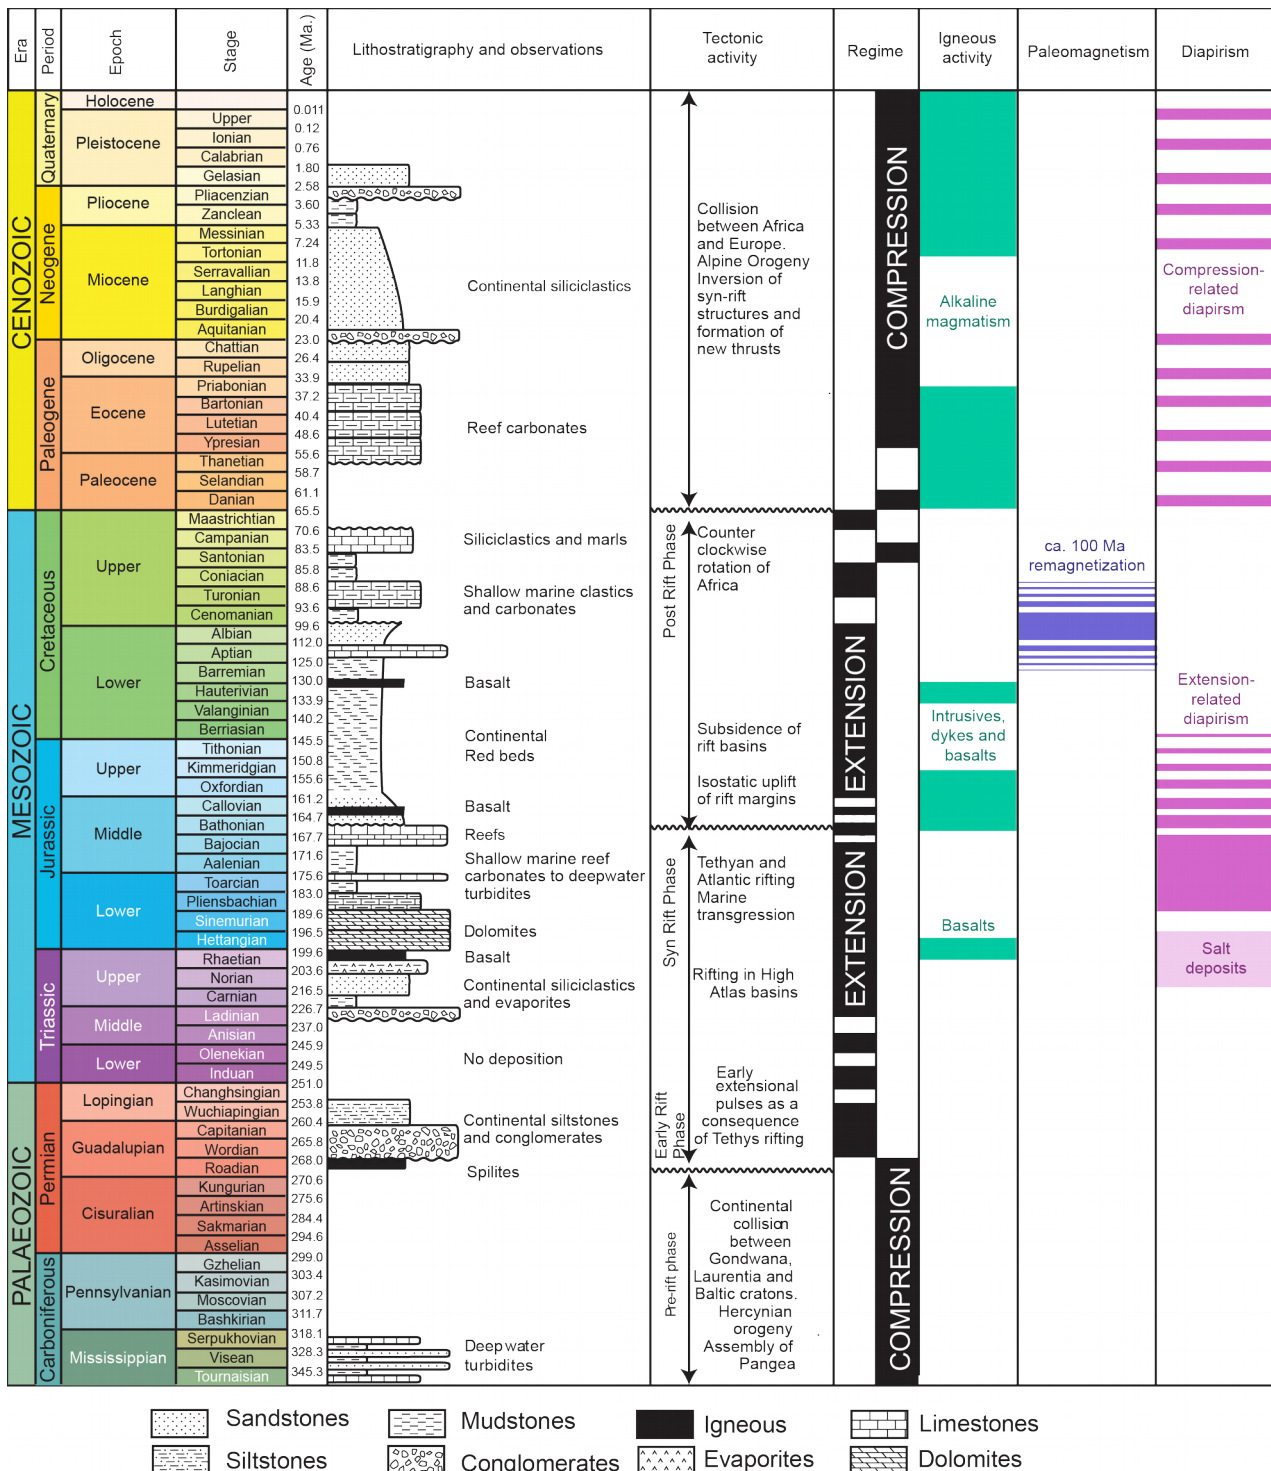 Era
Period
Epoch
Stage
Age (Ma.)
Lithostratigraphy and observations
Tectonic
activity
Regime
Igneous
activity
Paleomagnetism
Diapirism
CENOZOIC
MESOZOIC
PALAEOZOIC
Quaternary
Neogene
Paleogene
Cretaceous
Jurassic
Triassic
Permian
Carboniferous
Holocene
Pleistocene
Pliocene
Miocene
Oligocene
Eocene
Paleocene
Upper
Lower
Upper
Middle
Lower
Upper
Middle
Lower
Lopingian
Guadalupian
Cisuralian
Pennsylvanian
Mississippian
Upper
Ionian
Calabrian
Gelasian
Pliacenzian
Zanclean
Messinian
Tortonian
Serravallian
Langhian
Burdigalian
Aquitanian
Chattian
Rupelian
Priabonian
Bartonian
Lutetian
Ypresian
Thanetian
Selandian
Danian
Maastrichtian
Campanian
Santonian
Coniacian
Turonian
Cenomanian
Albian
Aptian
Barremian
Hauterivian
Valanginian
Berriasian
Tithonian
Kimmeridgian
Oxfordian
Callovian
Bathonian
Bajocian
Aalenian
Toarcian
Pliensbachian
Sinemurian
Hettangian
Rhaetian
Norian
Carnian
Ladinian
Anisian
Olenekian
Induan
Changhsingian
Wuchiapingian
Capitanian
Wordian
Roadian
Kungurian
Artinskian
Sakmarian
Asselian
Gzhelian
Kasimovian
Moscovian
Bashkirian
Serpukhovian
Visean
Tournaisian
0.011
0.12
0.76
1.80
2.58
3.60
5.33
7.24
11.8
13.8
15.9
20.4
23.0
26.4
33.9
37.2
40.4
48.6
55.6
58.7
61.1
65.5
70.6
83.5
85.8
88.6
93.6
99.6
112.0
125.0
130.0
133.9
140.2
145.5
150.8
155.6
161.2
164.7
167.7
171.6
175.6
183.0
189.6
196.5
199.6
203.6
216.5
226.7
237.0
245.9
249.5
251.0
253.8
260.4
265.8
268.0
270.6
275.6
284.4
294.6
299.0
303.4
307.2
311.7
318.1
328.3
345.3
Continental siliciclastics
Reef carbonates
Siliciclastics and marls
Shallow marine clastics
and carbonates
Basalt
Continental
Red beds
Basalt
Reefs
Shallow marine reef
carbonates to deepwater
turbidites
Dolomites
Basalt
Continental siliciclastics
and evaporites
No deposition
Continental siltstones
and conglomerates
Spilites
Deepwater
turbidites
Post Rift Phase
Syn Rift Phase
Early Rift
Phase
Pre-rift phase
Collision
between Africa
and Europe.
Alpine Orogeny
Inversion of
syn-rift
structures and
formation of
new thrusts
Counter
clockwise
rotation of
Africa
Subsidence of
rift basins
Isostatic uplift
of rift margins
Tethyan and
Atlantic rifting
Marine
transgression
Rifting in High
Atlas basins
Early
extensional
pulses as a
consequence
of Tethys rifting
Continental
collision
between
Gondwana,
Laurentia and
Baltic cratons.
Hercynian
orogeny
Assembly of
Pangea
COMPRESSION
EXTENSION
EXTENSION
COMPRESSION
Alkaline
magmatism
Intrusives,
dykes and
basalts
Basalts
ca. 100 Ma
remagnetization
Compression-
related
diapirsm
Extension-
related
diapirism
Salt
deposits
Sandstones
Mudstones
Igneous
Limestones
Siltstones
Conglomerates
Evaporites
Dolomites